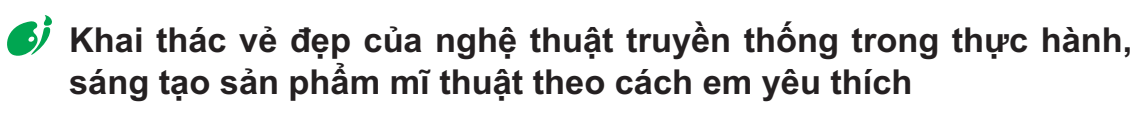 Khai thác vẻ đẹp của nghệ thuật truyền thống trong thực hành,
sáng tạo sản phẩm mĩ thuật theo cách em yêu thích